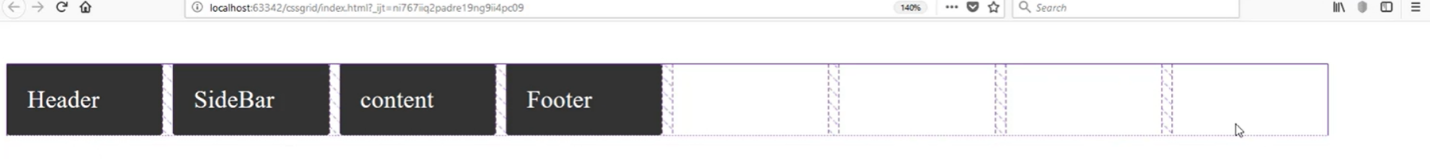 localhost:63342/cssgrid/index.html?_ijt=ni767iiq2padre19ng9ii4pc09 140% Search
Header SideBar content Footer